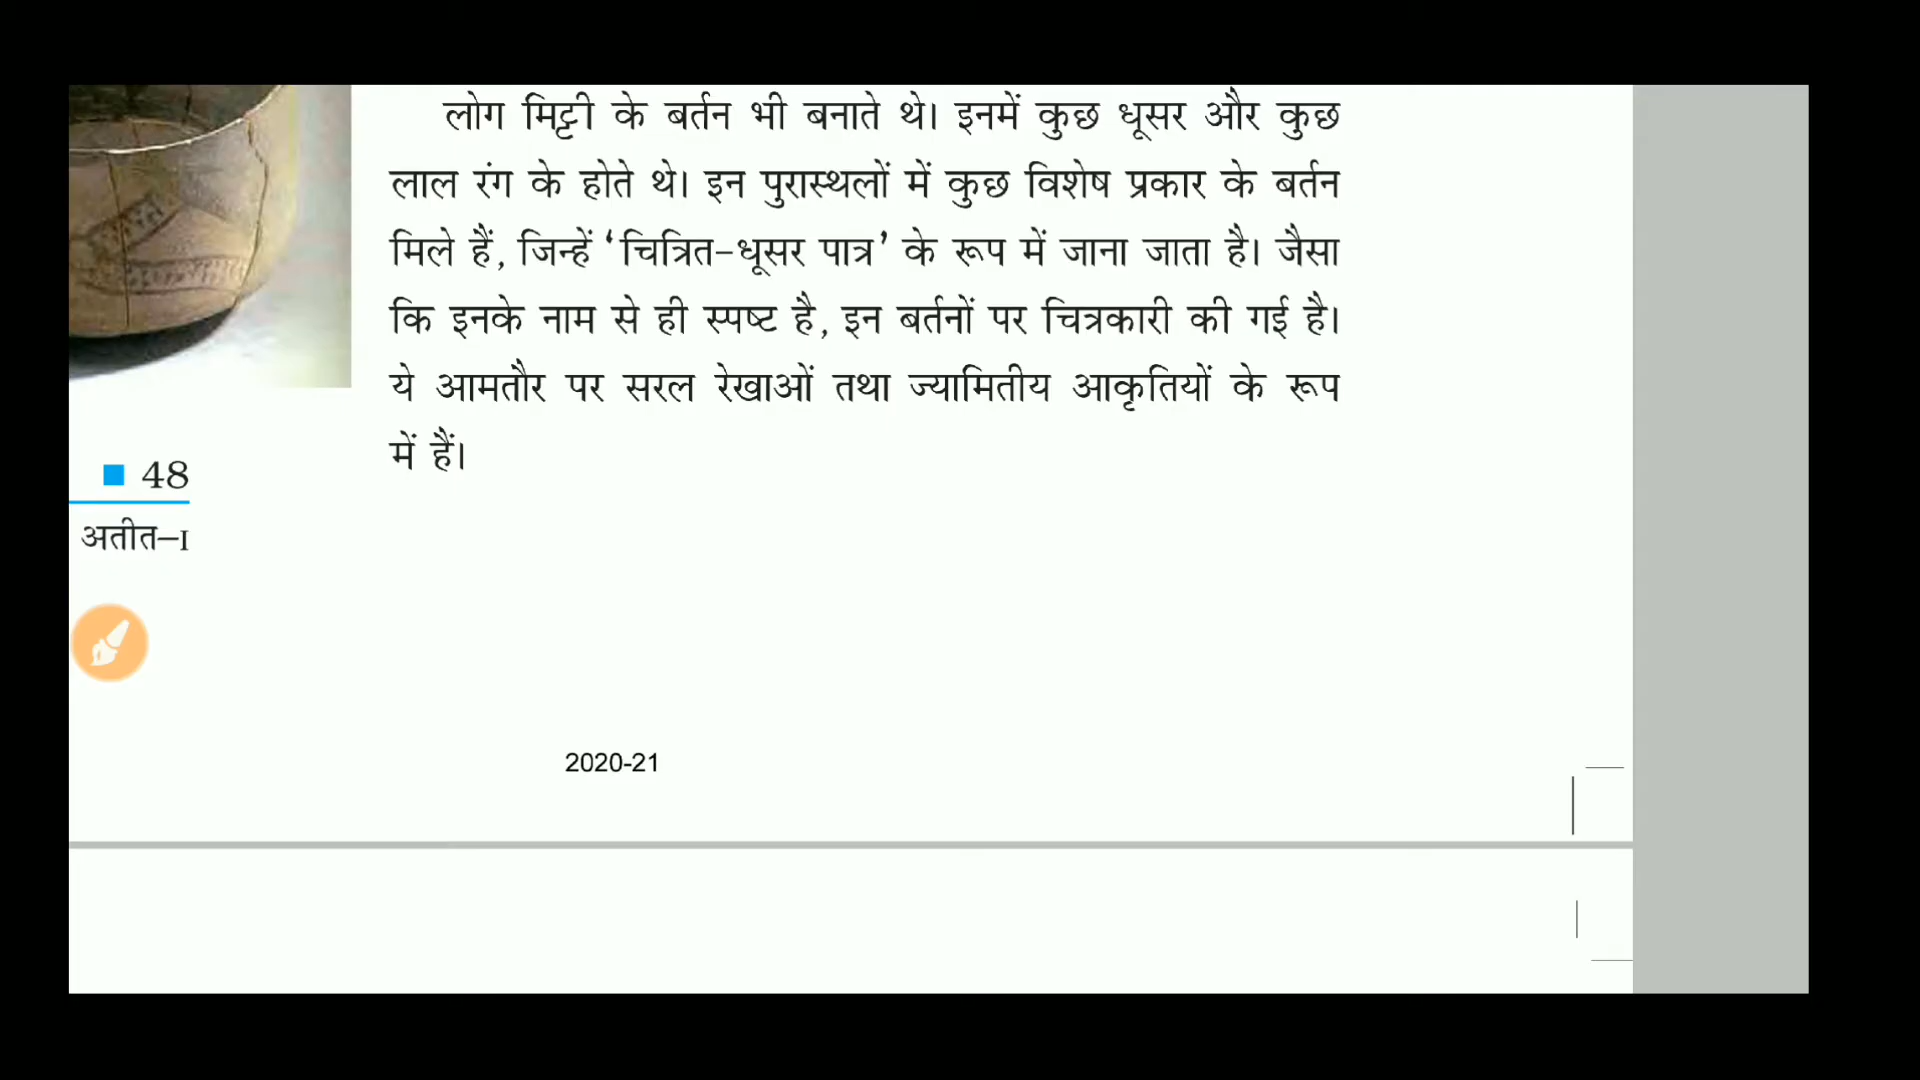 लोग मिट्टी के बर्तन भी बनाते थे। इनमें कुछ धूसर और कुछ
लाल रंग के होते थे। इन पुरास्थलों में कुछ विशेष प्रकार के बर्तन
मिले हैं, जिन्हें ‘चित्रित–धूसर पात्र’ के रूप में जाना जाता है। जैसा
कि इनके नाम से ही स्पष्ट है, इन बर्तनों पर चित्रकारी की गई है।
ये आमतौर पर सरल रेखाओं तथा ज्यामितीय आकृतियों के रूप
में हैं।
■ 48
अतीत–I
2020-21